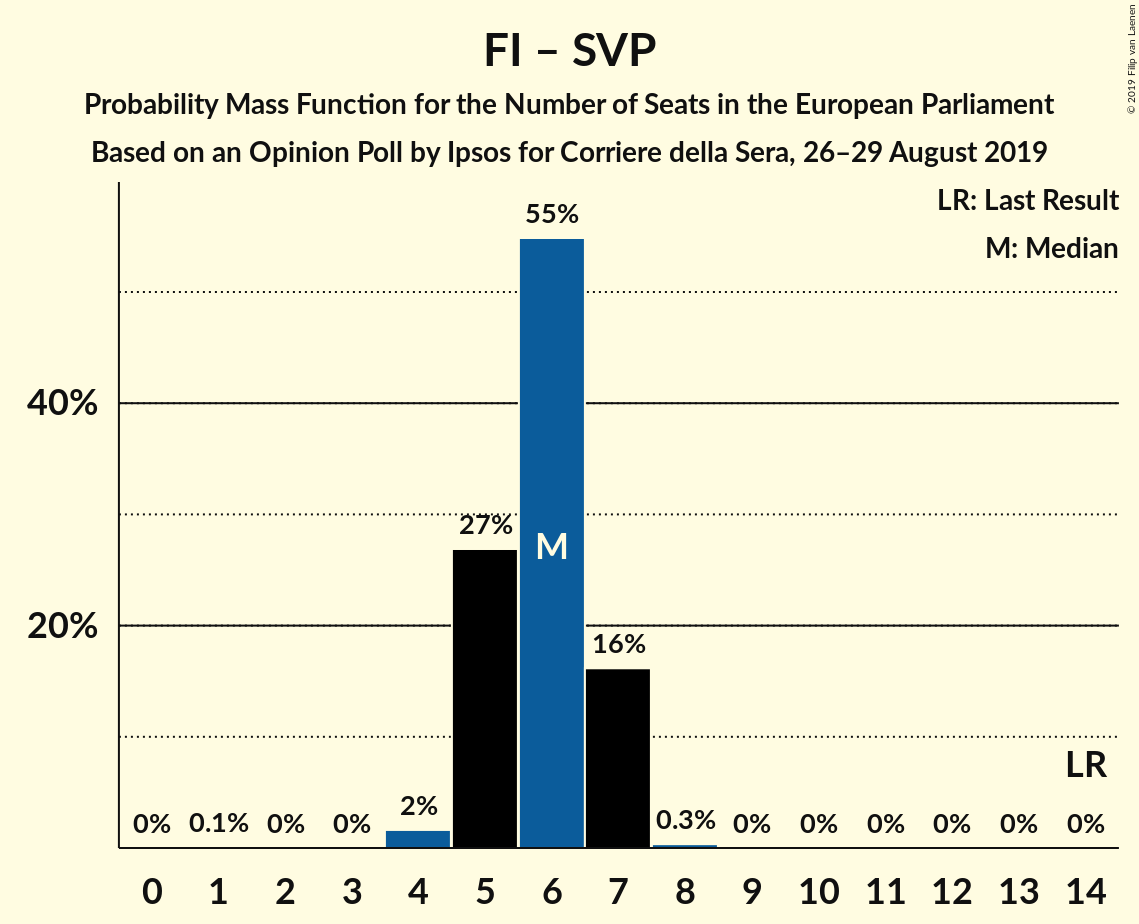 FI – SVP
Probability Mass Function for the Number of Seats in the European Parliament
Based on an Opinion Poll by Ipsos for Corriere della Sera, 26–29 August 2019
© 2019 Filip van Laenen
LR: Last Result
M: Median
55%
40%
27%
M
20%
16%
LR
0% 0.1% 0% 0% 2% 0.3% 0% 0% 0% 0% 0% 0%
0 1 2 3 4 5 6 7 8 9 10 11 12 13 14